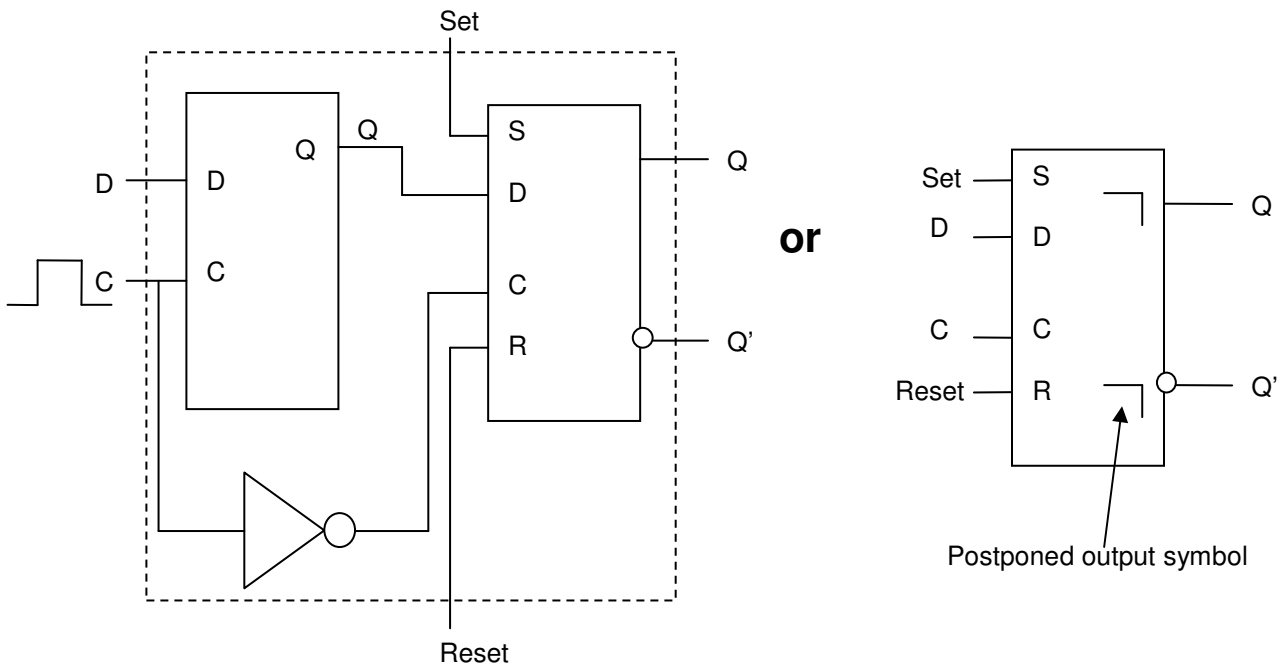 Set
Q
Q
S
Q
D
D
D
C
C
C
R
Q’
Reset
or
Set
S
Q
D
D
C
C
Reset
R
Q’
Postponed output symbol